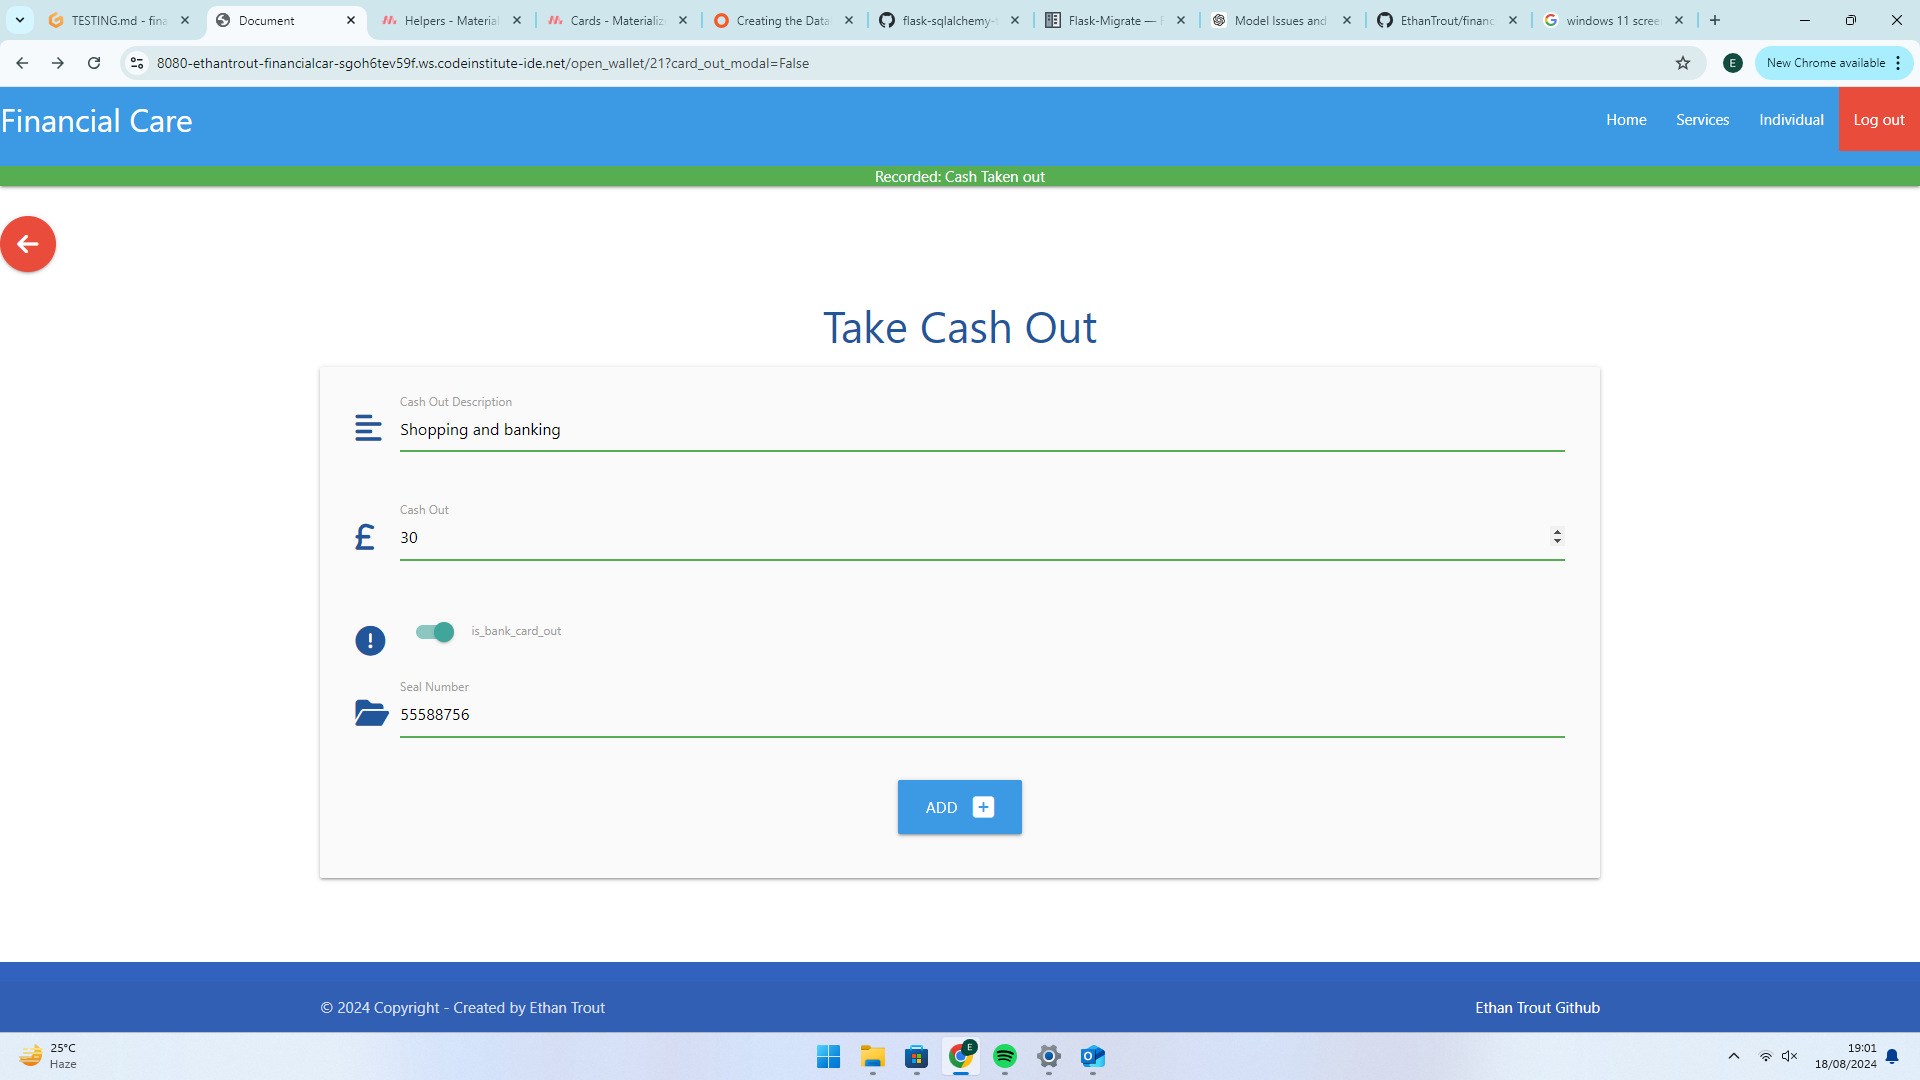 TESTING.md - fina
Document
Helpers - Material
Cards - Materializ
Creating the Data
flask-sqlalchemy-
Flask-Migrate —
Model Issues and
EthanTrout/financ
windows 11 scree
8080-ethantrout-financialcar-sgoh6tev59f.ws.codeinstitute-ide.net/open_wallet/21?card_out_modal=False
E
New Chrome available
Financial Care
Home
Services
Individual
Log out
Recorded: Cash Taken out
Take Cash Out
Cash Out Description
Shopping and banking
Cash Out
£
30
is_bank_card_out
Seal Number
55588756
ADD
© 2024 Copyright - Created by Ethan Trout
Ethan Trout Github
25°C
Haze
E
19:01
18/08/2024